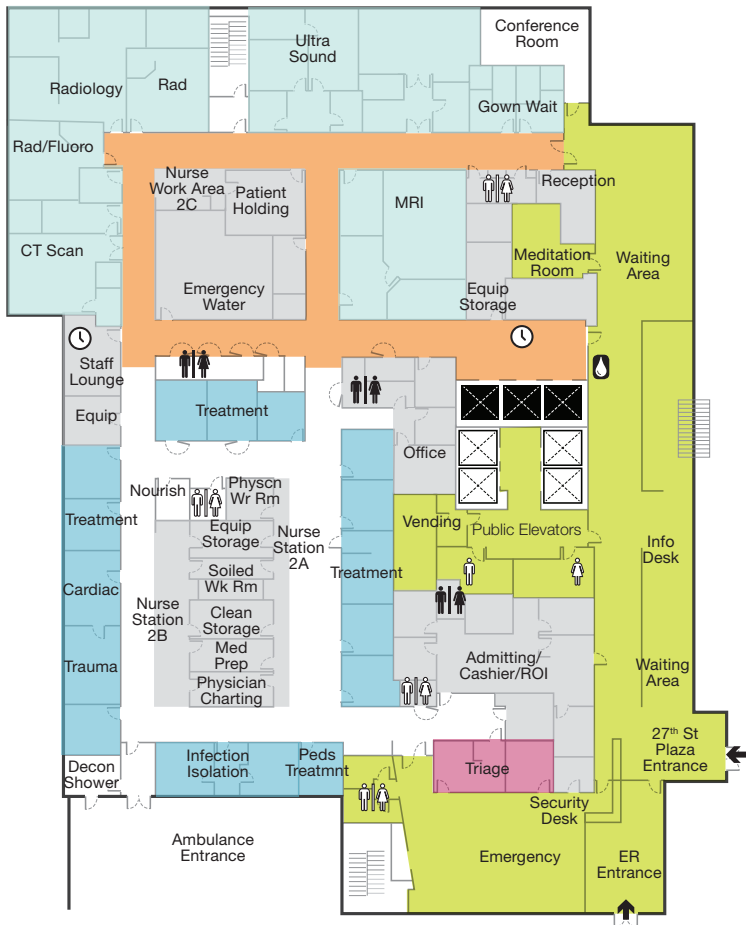 Conference
Room
Ultra
Sound
Radiology
Rad
Gown Wait
Rad/Fluoro
Nurse
Work Area
2C
Patient
Holding
MRI
Reception
CT Scan
Meditation
Room
Waiting
Area
Emergency
Water
Equip
Storage
Staff
Lounge
Equip
Treatment
Office
Nourish
Physcn
Wr Rm
Vending
Public Elevators
Treatment
Equip
Storage
Nurse
Station
2A
Info
Desk
Soiled
Wk Rm
Treatment
Cardiac
Nurse
Station
2B
Clean
Storage
Med
Prep
Physician
Charting
Trauma
Admitting/
Cashier/ROI
Waiting
Area
27th St
Plaza
Entrance
Decon
Shower
Infection
Isolation
Peds
Treatmnt
Triage
Security
Desk
Ambulance
Entrance
Emergency
ER
Entrance